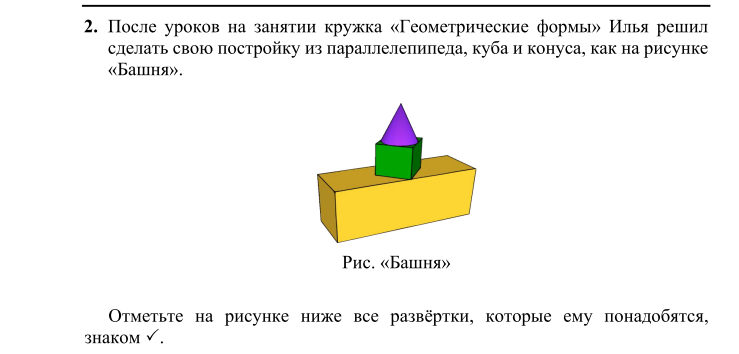 2. После уроков на занятии кружка «Геометрические формы» Илья решил
сделать свою постройку из параллелепипеда, куба и конуса, как на рисунке
«Башня».
Рис. «Башня»
Отметьте на рисунке ниже все развёртки, которые ему понадобятся,
знаком ✓.